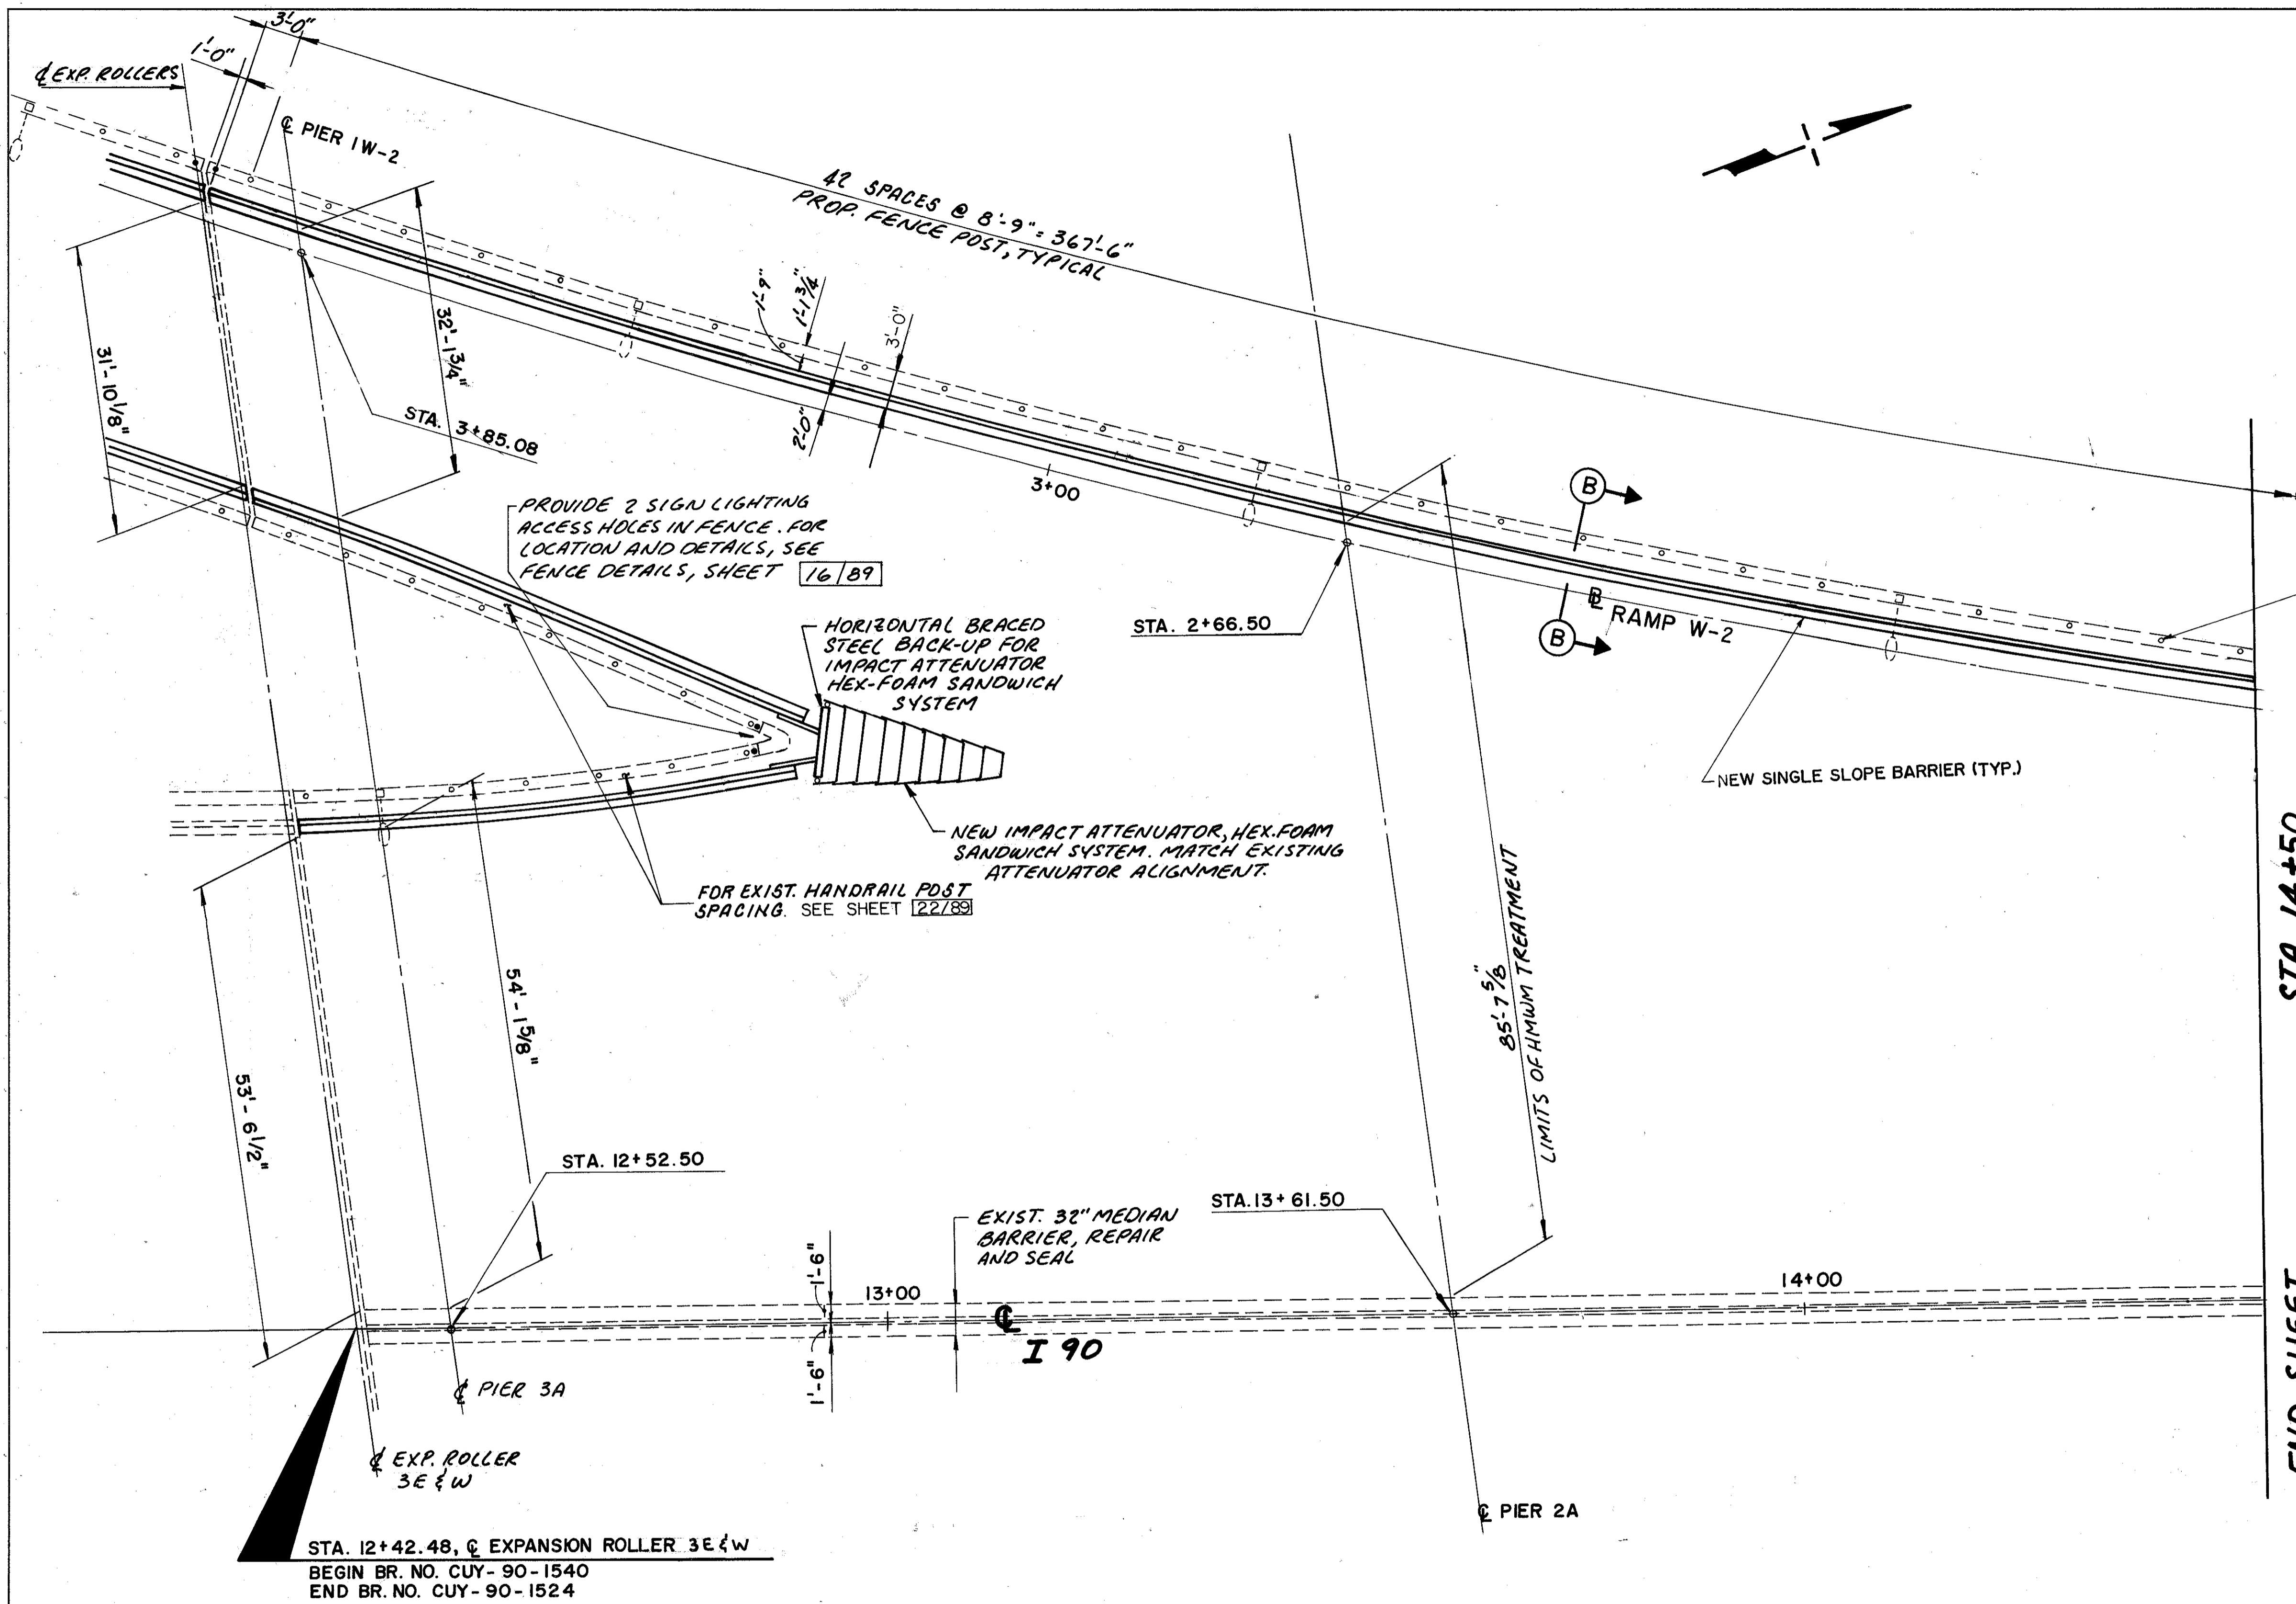 3'-0"
1'-0"
℄ EXP. ROLLERS
℄ PIER 1W-2
42 SPACES @ 8'-9" = 367'-6"
PROP. FENCE POST, TYPICAL
32'-1 3/4"
31'-10 1/8"
STA. 3+85.08
1'-9"
1'-1 3/4"
3'-0"
2'-0"
3+00
B
B
℄ RAMP W-2
STA. 2+66.50
PROVIDE 2 SIGN LIGHTING
ACCESS HOLES IN FENCE. FOR
LOCATION AND DETAILS, SEE
FENCE DETAILS, SHEET 16/89
HORIZONTAL BRACED
STEEL BACK-UP FOR
IMPACT ATTENUATOR
HEX-FOAM SANDWICH
SYSTEM
NEW SINGLE SLOPE BARRIER (TYP.)
NEW IMPACT ATTENUATOR, HEX.FOAM
SANDWICH SYSTEM. MATCH EXISTING
ATTENUATOR ALIGNMENT.
FOR EXIST. HANDRAIL POST
SPACING. SEE SHEET 22/89
85'-7 5/8"
LIMITS OF HMWM TREATMENT
54'-1 5/8"
53'-6 1/2"
STA. 12+52.50
STA.13+61.50
EXIST. 32" MEDIAN
BARRIER, REPAIR
AND SEAL
1'-6"
1'-6"
13+00
14+00
℄
I 90
℄ PIER 3A
℄ EXP. ROLLER
3E & W
℄ PIER 2A
STA. 12+42.48, ℄ EXPANSION ROLLER 3E & W
BEGIN BR. NO. CUY-90-1540
END BR. NO. CUY-90-1524
STA 14+50
END SHEET